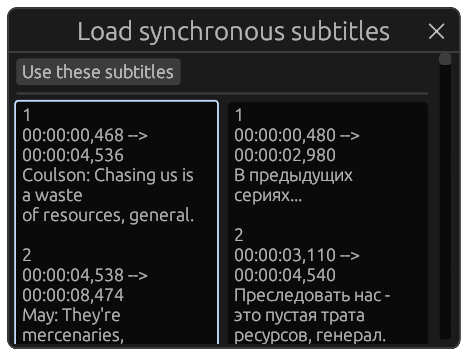 Load synchronous subtitles
Use these subtitles
1
00:00:00,468 -->
00:00:04,536
Coulson: Chasing us is
a waste
of resources, general.
2
00:00:04,538 -->
00:00:08,474
May: They're
mercenaries,
1
00:00:00,480 -->
00:00:02,980
В предыдущих
сериях...
2
00:00:03,110 -->
00:00:04,540
Преследовать нас -
это пустая трата
ресурсов, генерал.